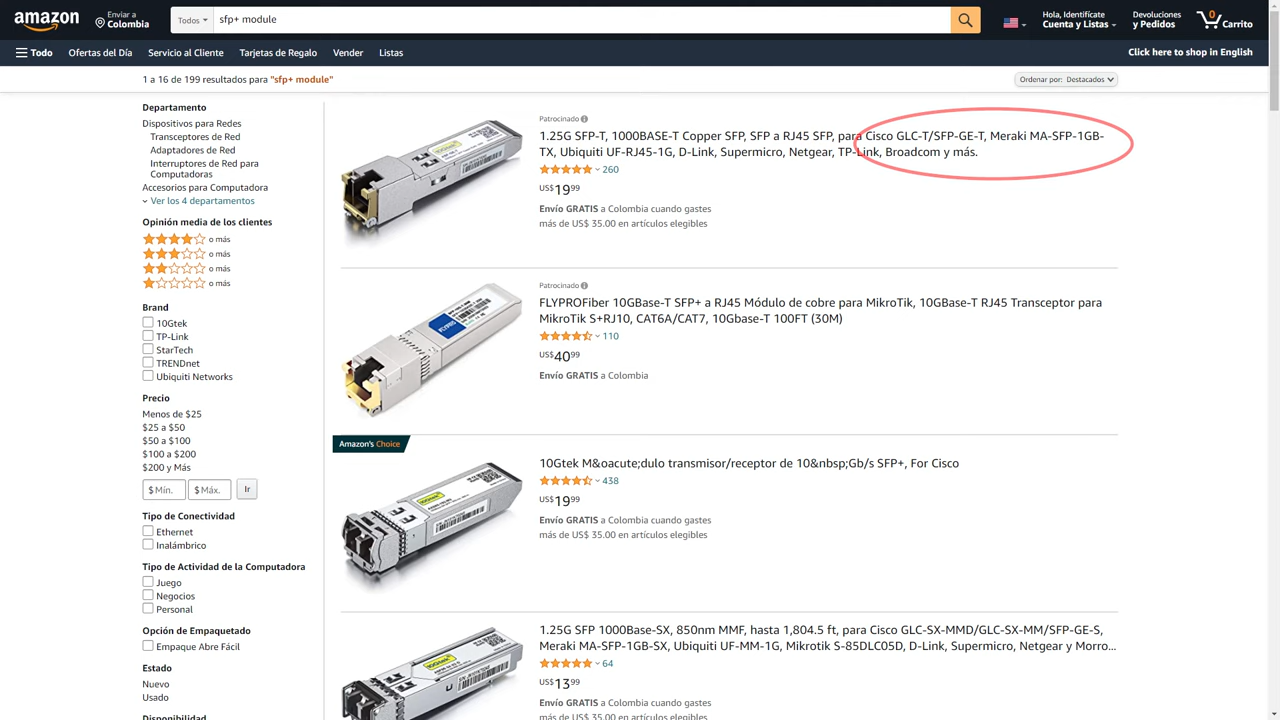 amazon
Enviar a
Colombia
Todos
sfp+ module
Hola, Identifícate
Cuenta y Listas
Devoluciones
y Pedidos
0
Carrito
Todo
Ofertas del Día
Servicio al Cliente
Tarjetas de Regalo
Vender
Listas
Click here to shop in English
1 a 16 de 199 resultados para "sfp+ module"
Ordenar por: Destacados
Departamento
Dispositivos para Redes
Transceptores de Red
Adaptadores de Red
Interruptores de Red para
Computadoras
Accesorios para Computadora
Ver los 4 departamentos
Opinión media de los clientes
o más
o más
o más
o más
Brand
10Gtek
TP-Link
StarTech
TRENDnet
Ubiquiti Networks
Precio
Menos de $25
$25 a $50
$50 a $100
$100 a $200
$200 y Más
$ Mín.
$ Máx.
Ir
Tipo de Conectividad
Ethernet
Inalámbrico
Tipo de Actividad de la Computadora
Juego
Negocios
Personal
Opción de Empaquetado
Empaque Abre Fácil
Estado
Nuevo
Usado
Disponibilidad
Patrocinado
1.25G SFP-T, 1000BASE-T Copper SFP, SFP a RJ45 SFP, para Cisco GLC-T/SFP-GE-T, Meraki MA-SFP-1GB-
TX, Ubiquiti UF-RJ45-1G, D-Link, Supermicro, Netgear, TP-Link, Broadcom y más.
260
US$1999
Envío GRATIS a Colombia cuando gastes
más de US$ 35.00 en artículos elegibles
Patrocinado
FLYPROFiber 10GBase-T SFP+ a RJ45 Módulo de cobre para MikroTik, 10GBase-T RJ45 Transceptor para
MikroTik S+RJ10, CAT6A/CAT7, 10Gbase-T 100FT (30M)
110
US$4099
Envío GRATIS a Colombia
FLYPRO
Amazon's Choice
10Gtek M&oacute;dulo transmisor/receptor de 10&nbsp;Gb/s SFP+, For Cisco
438
US$1999
Envío GRATIS a Colombia cuando gastes
más de US$ 35.00 en artículos elegibles
1.25G SFP 1000Base-SX, 850nm MMF, hasta 1,804.5 ft, para Cisco GLC-SX-MMD/GLC-SX-MM/SFP-GE-S,
Meraki MA-SFP-1GB-SX, Ubiquiti UF-MM-1G, Mikrotik S-85DLC05D, D-Link, Supermicro, Netgear y Morro...
64
US$1399
Envío GRATIS a Colombia cuando gastes
más de US$ 35.00 en artículos elegibles